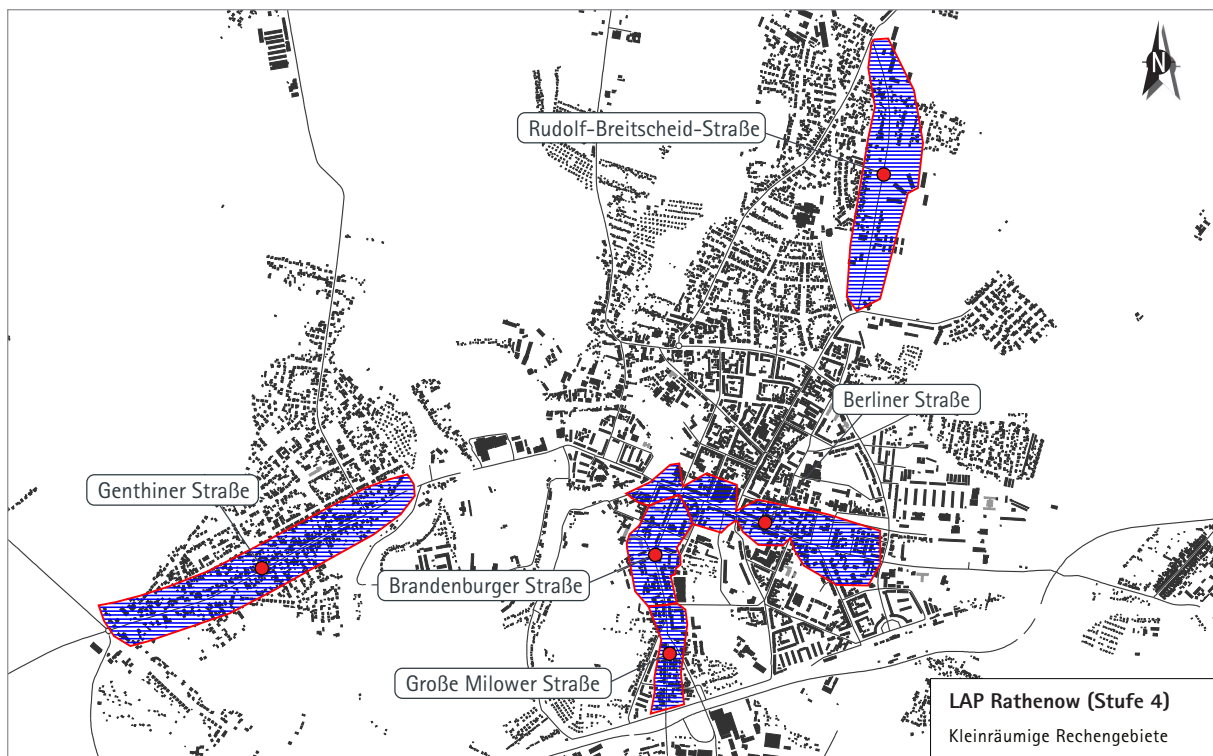 N
Rudolf-Breitscheid-Straße
Berliner Straße
Genthiner Straße
Brandenburger Straße
Große Milower Straße
LAP Rathenow (Stufe 4)
Kleinräumige Rechengebiete